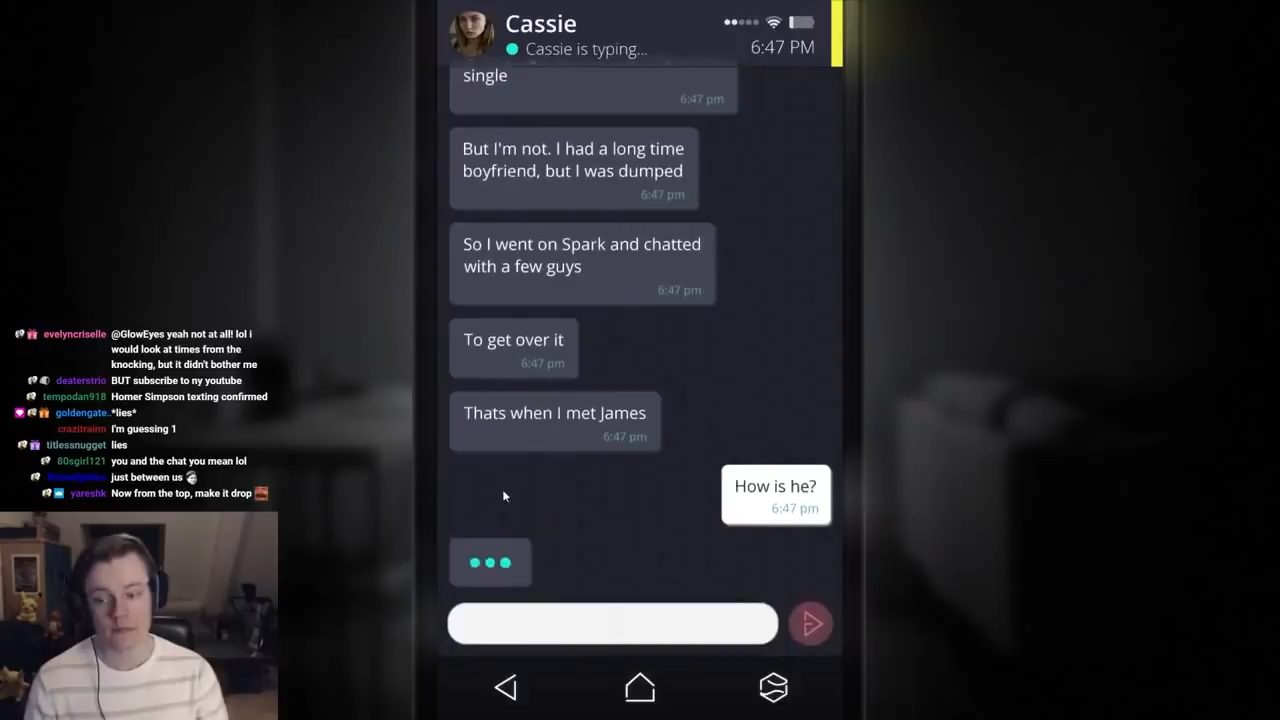 Cassie
Cassie is typing...
6:47 PM
single
6:47 pm
But I'm not. I had a long time
boyfriend, but I was dumped
6:47 pm
So I went on Spark and chatted
with a few guys
6:47 pm
To get over it
6:47 pm
Thats when I met James
6:47 pm
How is he?
6:47 pm
evelyncriselle @GlowEyes yeah not at all! lol i
would look at times from the
knocking, but it didn't bother me
deaterstrio BUT subscribe to ny youtube
tempodan918 Homer Simpson texting confirmed
goldengate.. *lies*
crazitrainn I'm guessing 1
titlessnugget lies
80sgirl121 you and the chat you mean lol
just between us
yareshk Now from the top, make it drop